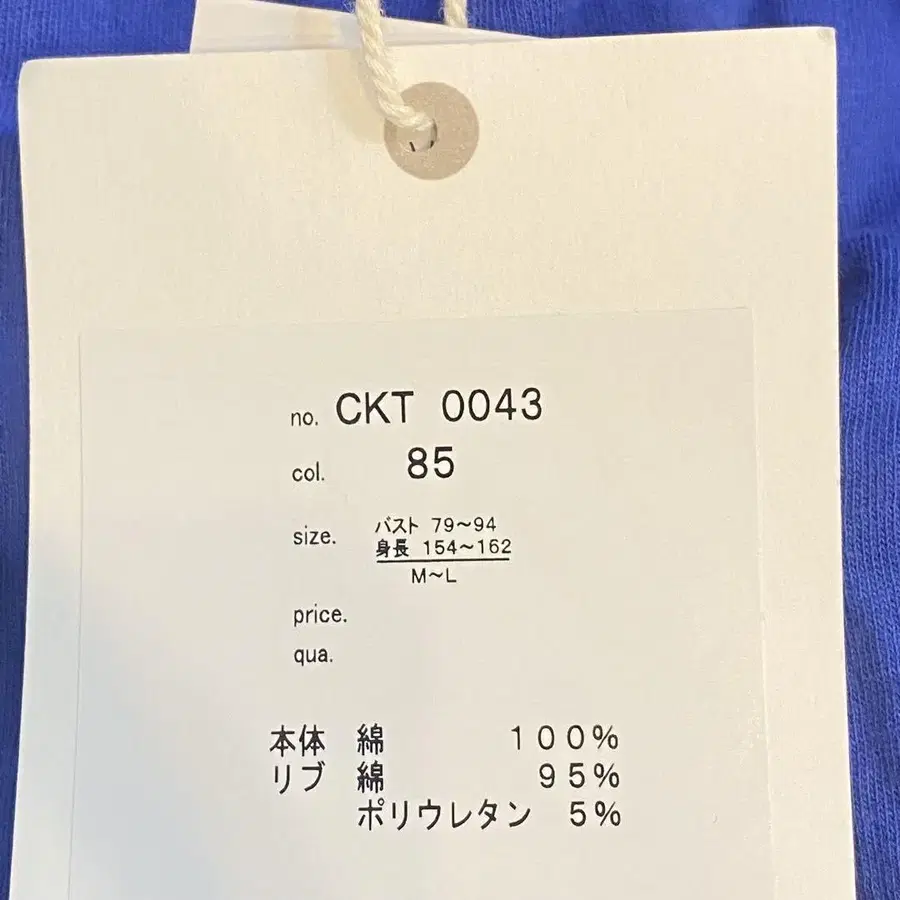 no. CKT 0043
col. 85
size. バスト 79～94
身長 154～162
M～L
price.
qua.
本体 綿 100%
リブ 綿 95%
ポリウレタン 5%